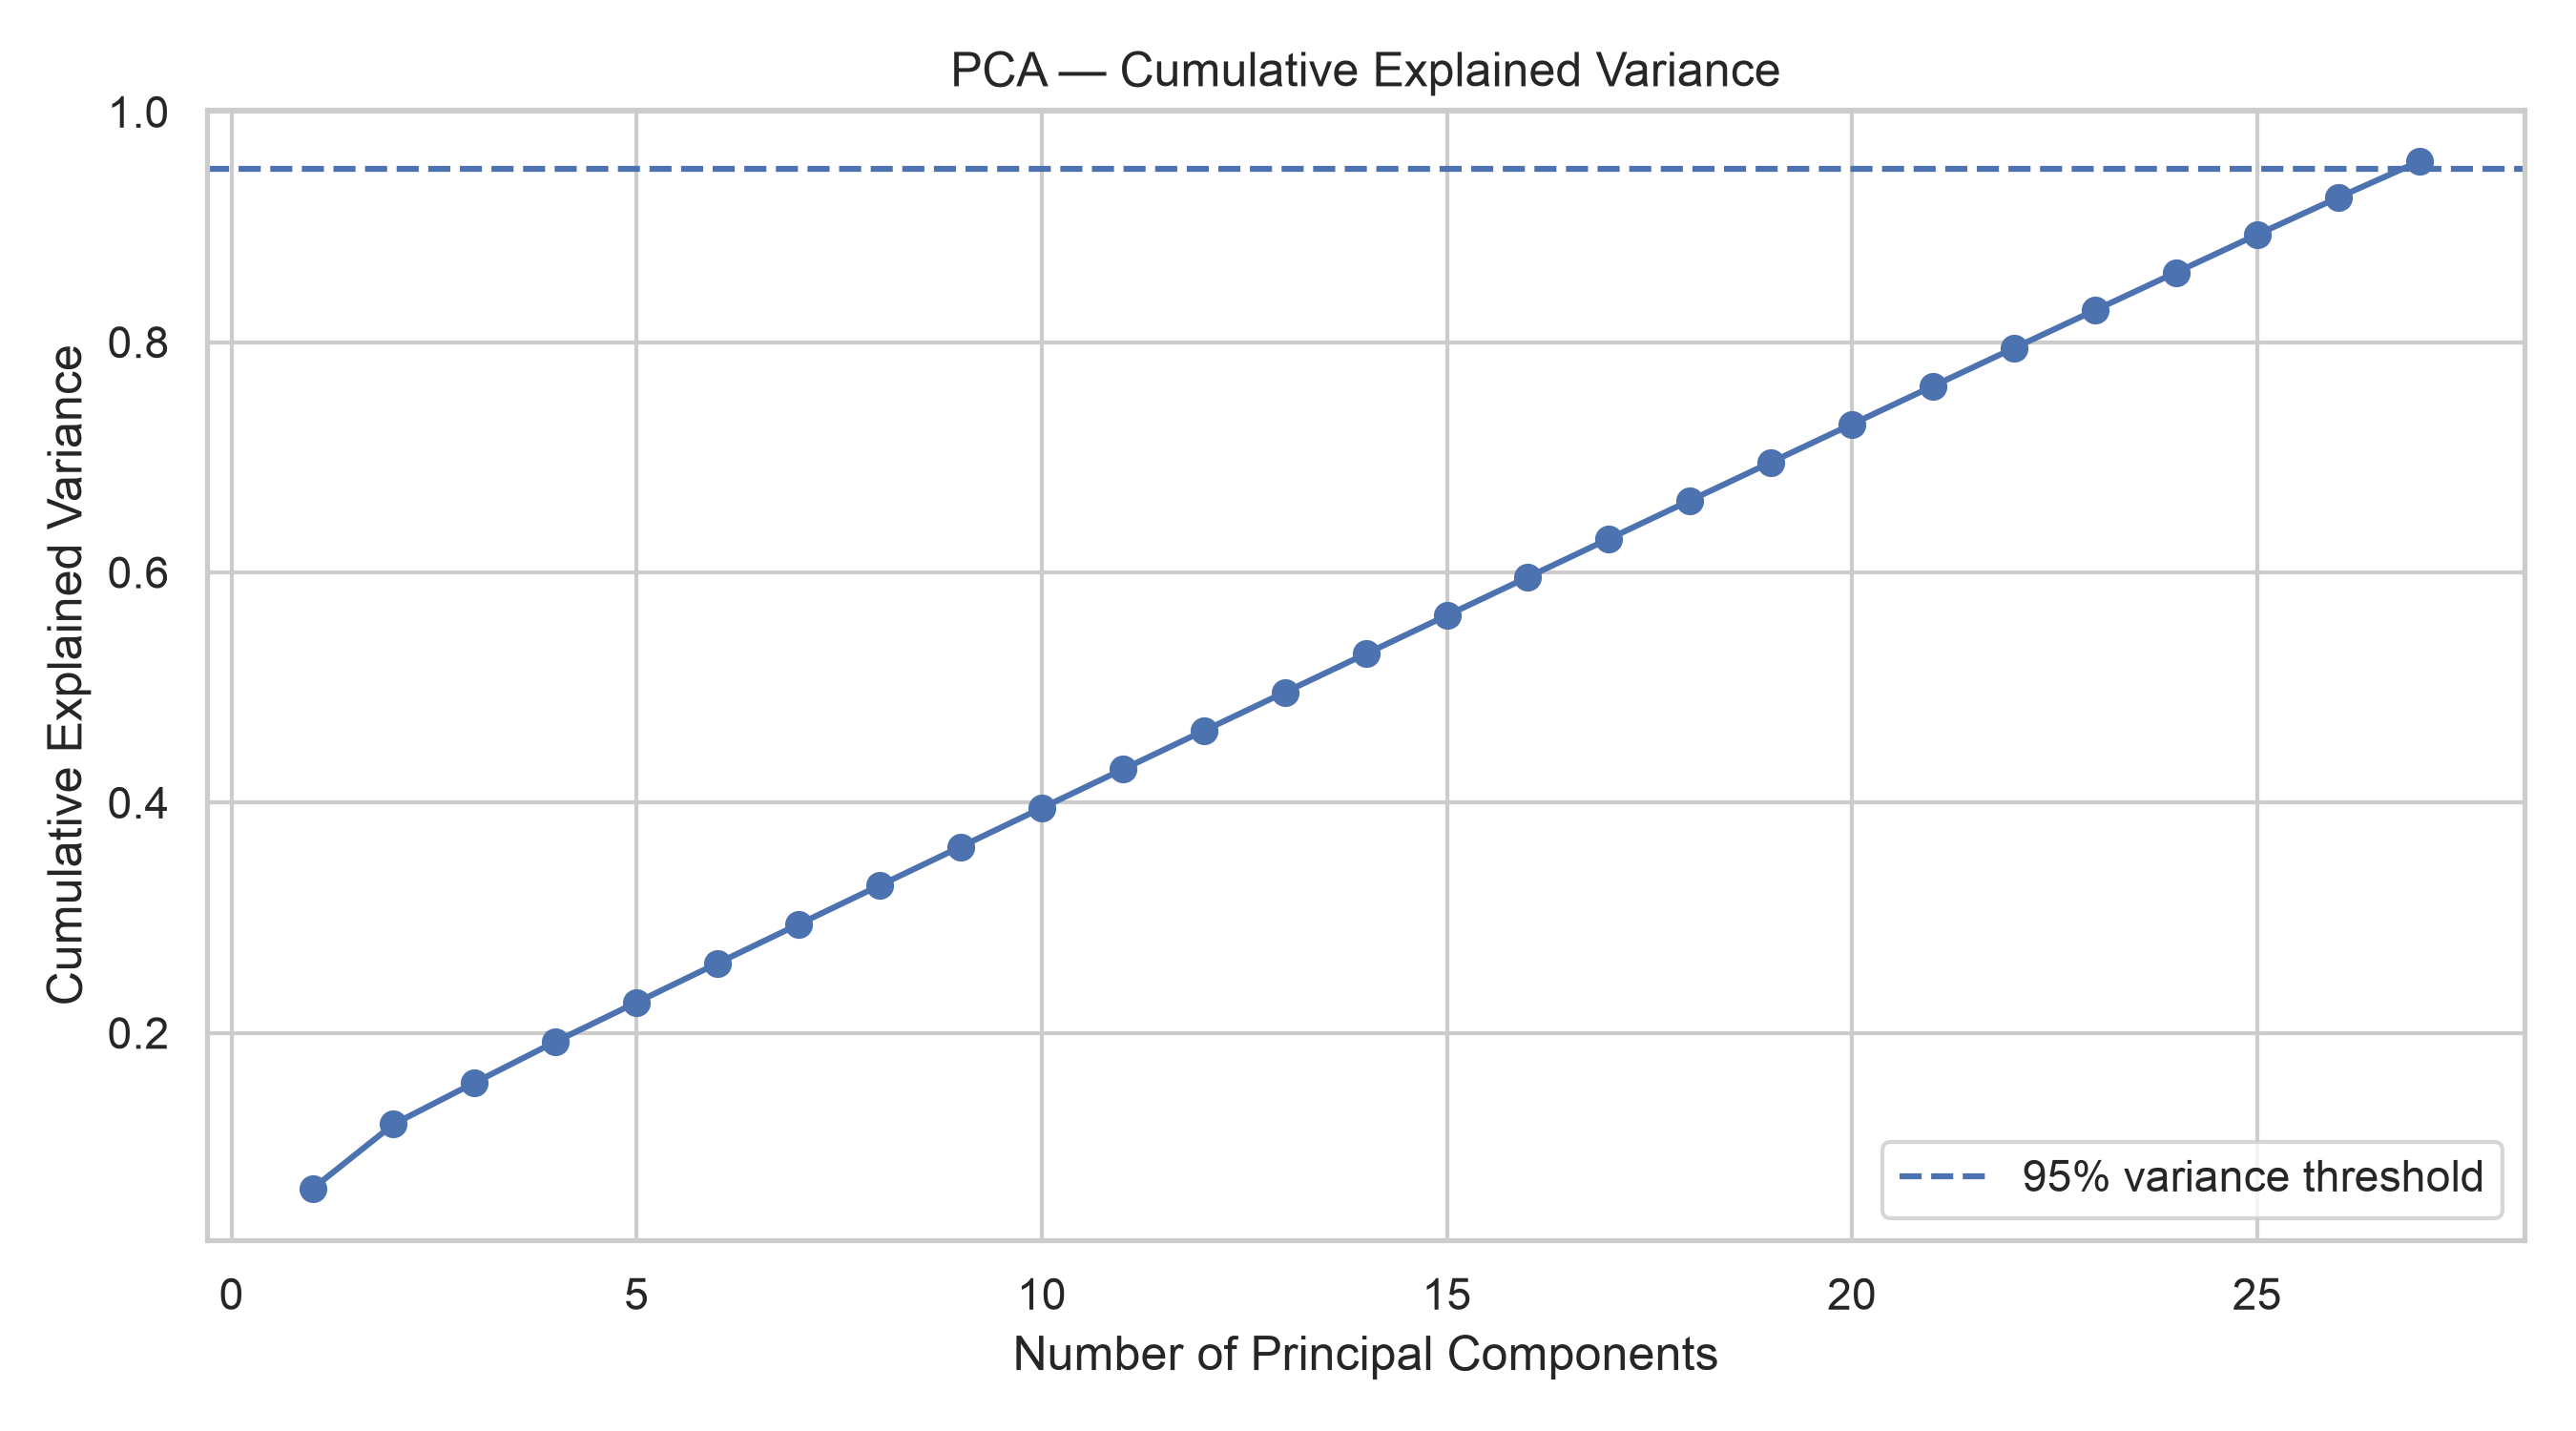 PCA — Cumulative Explained Variance
1.0
0.8
0.6
0.4
0.2
Cumulative Explained Variance
95% variance threshold
0 5 10 15 20 25
Number of Principal Components